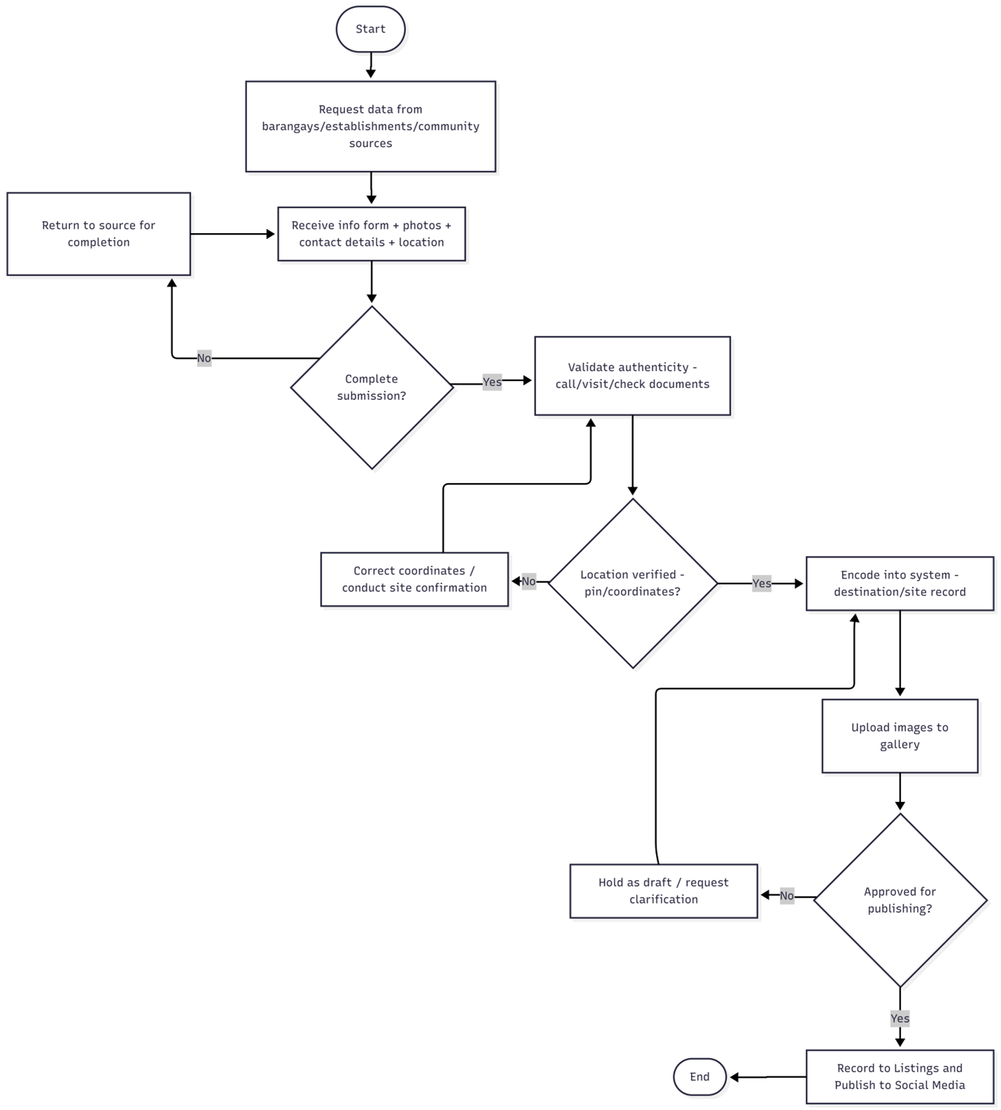 Start
Request data from
barangays/establishments/community
sources
Return to source for
completion
Receive info form + photos +
contact details + location
No
Complete
submission?
Yes
Validate authenticity -
call/visit/check documents
Correct coordinates /
conduct site confirmation
No
Location verified -
pin/coordinates?
Yes
Encode into system -
destination/site record
Upload images to
gallery
Hold as draft / request
clarification
No
Approved for
publishing?
Yes
End
Record to Listings and
Publish to Social Media